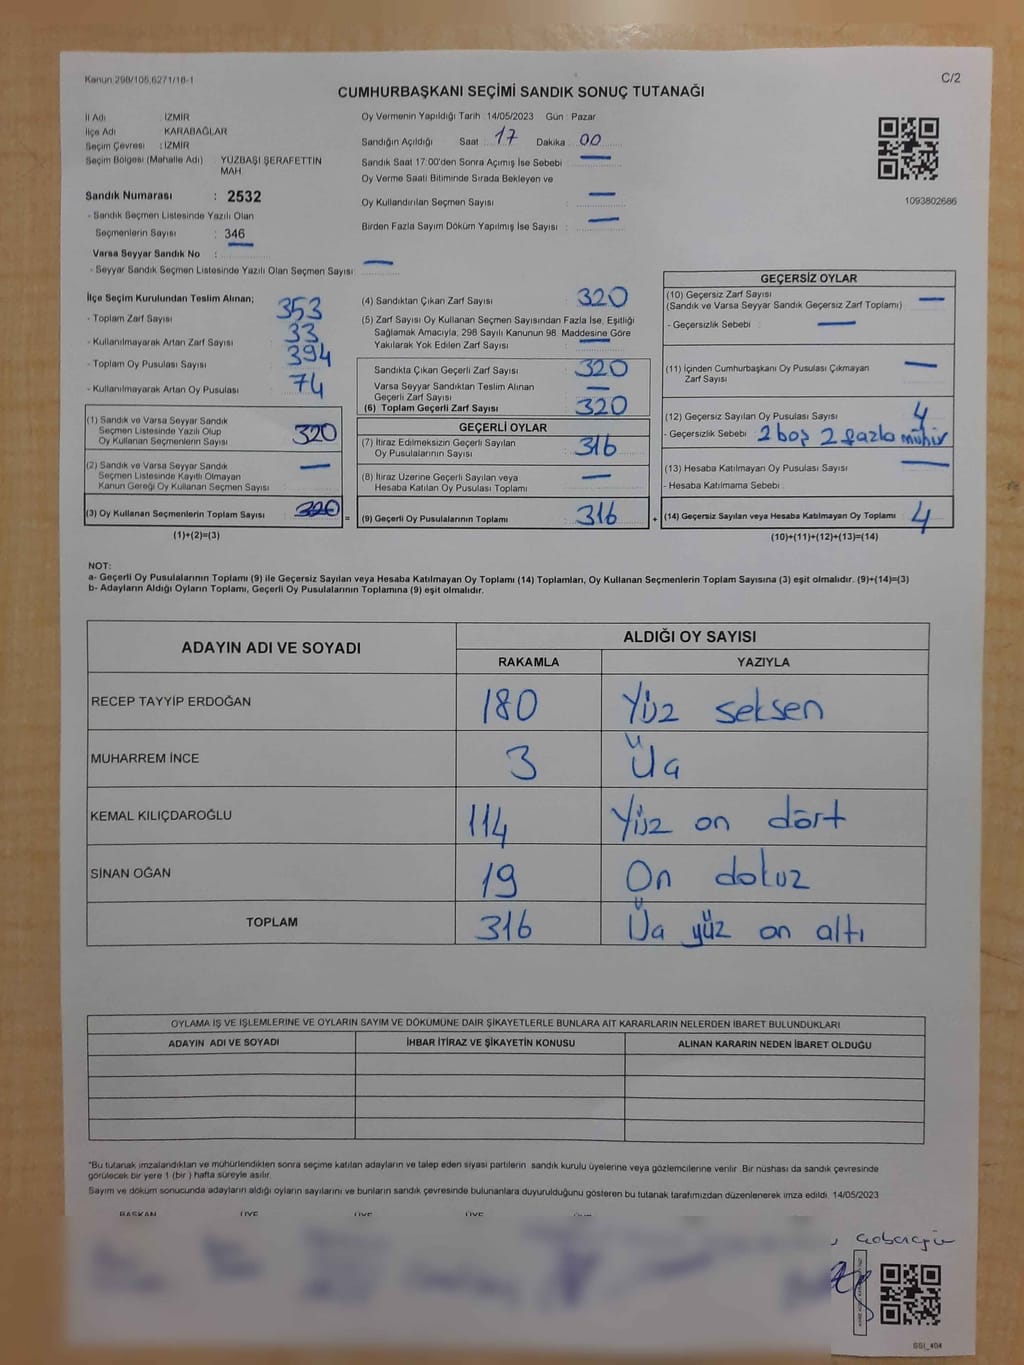 Kanun 298/105,6271/18-1
C/2
CUMHURBAŞKANI SEÇİMİ SANDIK SONUÇ TUTANAĞI
İl Adı : İZMİR
İlçe Adı : KARABAĞLAR
Seçim Çevresi : İZMİR
Seçim Bölgesi (Mahalle Adı) YÜZBAŞI ŞERAFETTİN MAH
Sandık Numarası : 2532
- Sandık Seçmen Listesinde Yazılı Olan
Seçmenlerin Sayısı : 346
Varsa Seyyar Sandık No :
- Seyyar Sandık Seçmen Listesinde Yazılı Olan Seçmen Sayısı : —
Oy Vermenin Yapıldığı Tarih : 14/05/2023 Gün : Pazar
Sandığın Açıldığı Saat : 17 Dakika : 00
Sandık Saat 17:00'den Sonra Açımış İse Sebebi : —
Oy Verme Saati Bitiminde Sırada Bekleyen ve
Oy Kullandırılan Seçmen Sayısı : —
Birden Fazla Sayım Döküm Yapılmış İse Sayısı : —
1093802686
İlçe Seçim Kurulundan Teslim Alınan;
- Toplam Zarf Sayısı : 353
- Kullanılmayarak Artan Zarf Sayısı : 33
- Toplam Oy Pusulası Sayısı : 394
- Kullanılmayarak Artan Oy Pusulası : 74
(1) Sandık ve Varsa Seyyar Sandık
Seçmen Listesinde Yazılı Olup
Oy Kullanan Seçmenlerin Sayısı : 320
(2) Sandık ve Varsa Seyyar Sandık
Seçmen Listesinde Kayıtlı Olmayan
Kanun Gereği Oy Kullanan Seçmen Sayısı : —
(3) Oy Kullanan Seçmenlerin Toplam Sayısı : 320 =
(1)+(2)=(3)
(4) Sandıktan Çıkan Zarf Sayısı : 320
(5) Zarf Sayısı Oy Kullanan Seçmen Sayısından Fazla İse, Eşitliği
Sağlamak Amacıyla, 298 Sayılı Kanunun 98. Maddesine Göre
Yakılarak Yok Edilen Zarf Sayısı : —
Sandıkta Çıkan Geçerli Zarf Sayısı : 320
Varsa Seyyar Sandıktan Teslim Alınan
Geçerli Zarf Sayısı : —
(6) Toplam Geçerli Zarf Sayısı : 320
GEÇERLİ OYLAR
(7) İtiraz Edilmeksizin Geçerli Sayılan
Oy Pusulalarının Sayısı : 316
(8) İtiraz Üzerine Geçerli Sayılan veya
Hesaba Katılan Oy Pusulası Toplamı : —
(9) Geçerli Oy Pusulalarının Toplamı : 316 +
GEÇERSİZ OYLAR
(10) Geçersiz Zarf Sayısı : —
(Sandık ve Varsa Seyyar Sandık Geçersiz Zarf Toplamı)
- Geçersizlik Sebebi : —
(11) İçinden Cumhurbaşkanı Oy Pusulası Çıkmayan
Zarf Sayısı : —
(12) Geçersiz Sayılan Oy Pusulası Sayısı : 4
- Geçersizlik Sebebi : 2 boş 2 fazla mühür
(13) Hesaba Katılmayan Oy Pusulası Sayısı : —
- Hesaba Katılmama Sebebi :
(14) Geçersiz Sayılan veya Hesaba Katılmayan Oy Toplamı : 4
(10)+(11)+(12)+(13)=(14)
NOT:
a- Geçerli Oy Pusulalarının Toplamı (9) ile Geçersiz Sayılan veya Hesaba Katılmayan Oy Toplamı (14) Toplamları, Oy Kullanan Seçmenlerin Toplam Sayısına (3) eşit olmalıdır. (9)+(14)=(3)
b- Adayların Aldığı Oyların Toplamı, Geçerli Oy Pusulalarının Toplamına (9) eşit olmalıdır.
ADAYIN ADI VE SOYADI ALDIĞI OY SAYISI
RAKAMLA YAZIYLA
RECEP TAYYİP ERDOĞAN 180 Yüz seksen
MUHARREM İNCE 3 Üç
KEMAL KILIÇDAROĞLU 114 Yüz on dört
SİNAN OĞAN 19 On dokuz
TOPLAM 316 Üç yüz on altı
OYLAMA İŞ VE İŞLEMLERİNE VE OYLARIN SAYIM VE DÖKÜMÜNE DAİR ŞİKAYETLERLE BUNLARA AİT KARARLARIN NELERDEN İBARET BULUNDUKLARI
ADAYIN ADI VE SOYADI İHBAR İTİRAZ VE ŞİKAYETİN KONUSU ALINAN KARARIN NEDEN İBARET OLDUĞU
*Bu tutanak imzalandıktan ve mühürlendikten sonra seçime katılan adayların ve talep eden siyasi partilerin sandık kurulu üyelerine veya gözlemcilerine verilir .Bir nüshası da sandık çevresinde
görülecek bir yere 1 (bir ) hafta süreyle asılır.
Sayım ve döküm sonucunda adayların aldığı oyların sayılarını ve bunların sandık çevresinde bulunanlara duyurulduğunu gösteren bu tutanak tarafımızdan düzenlenerek imza edildi. 14/05/2023
BAŞKAN ÜYE ÜYE ÜYE ÜYE
SSI_404